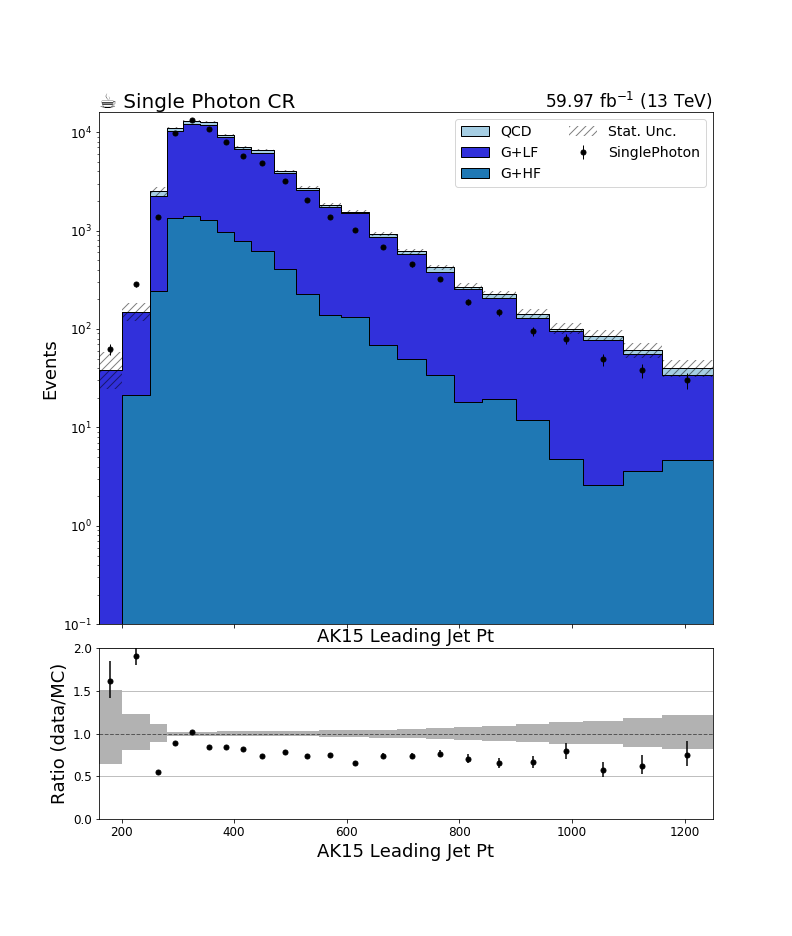 ☕ Single Photon CR
59.97 fb⁻¹ (13 TeV)
QCD
G+LF
G+HF
Stat. Unc.
SinglePhoton
Events
10⁴
10³
10²
10¹
10⁰
10⁻¹
AK15 Leading Jet Pt
Ratio (data/MC)
2.0
1.5
1.0
0.5
0.0
200 400 600 800 1000 1200
AK15 Leading Jet Pt